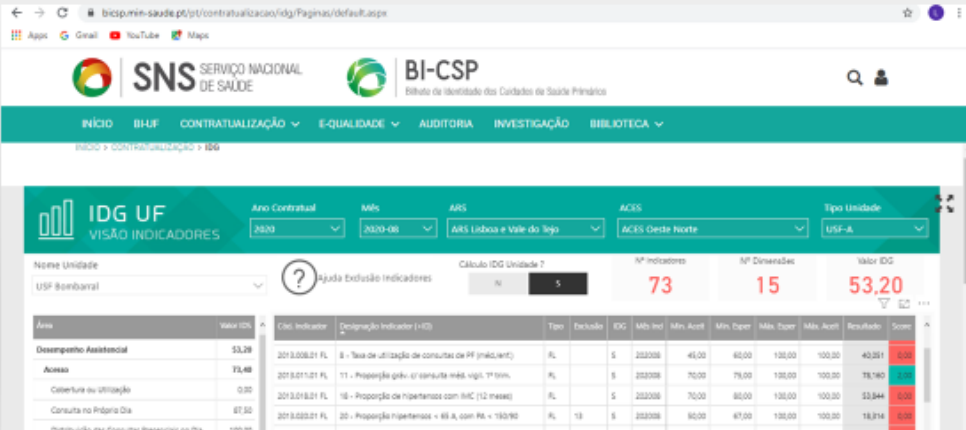 bicsp.min-saude.pt/pt/contratualizacao/idg/Paginas/default.aspx
Apps Gmail YouTube Maps
SNS SERVIÇO NACIONAL DE SAÚDE
BI-CSP
Bilhete de Identidade dos Cuidados de Saúde Primários
INÍCIO BI-UF CONTRATUALIZAÇÃO E-QUALIDADE AUDITORIA INVESTIGAÇÃO BIBLIOTECA
INÍCIO > CONTRATUALIZAÇÃO > IDG
IDG UF
VISÃO INDICADORES
Ano Contratual Mês ARS ACES Tipo Unidade
2020 2020-08 ARS Lisboa e Vale do Tejo ACES Oeste Norte USF-A
Nome Unidade
USF Bombarral
? Ajuda Exclusão Indicadores
Cálculo IDG Unidade ?
N S
Nº Indicadores Nº Dimensões Valor IDG
73 15 53,20
Área Valor IDS
Desempenho Assistencial 53,28
Acesso 73,40
Cobertura ou Utilização 0,00
Consulta no Próprio Dia 87,50
Cód. Indicador Designação Indicador (+ID) Tipo Exclusão IDG Mês Ind Min. Aceit Min. Esper Máx. Esper Máx. Aceit Resultado Score
2013.008.01 FL 8 - Taxa de utilização de consultas de PF (méd./enf.) FL S 202008 45,00 60,00 100,00 100,00 40,051 0,00
2013.011.01 FL 11 - Proporção gráv. c/ consulta méd. vigil. 1º trim. FL S 202008 70,00 79,00 100,00 100,00 78,160 2,00
2013.018.01 FL 18 - Proporção de hipertensos com IMC (12 meses) FL S 202008 70,00 80,00 100,00 100,00 53,844 0,00
2013.020.01 FL 20 - Proporção hipertensos < 65 A, com PA < 150/90 FL 13 S 202008 50,00 67,00 100,00 100,00 18,314 0,00